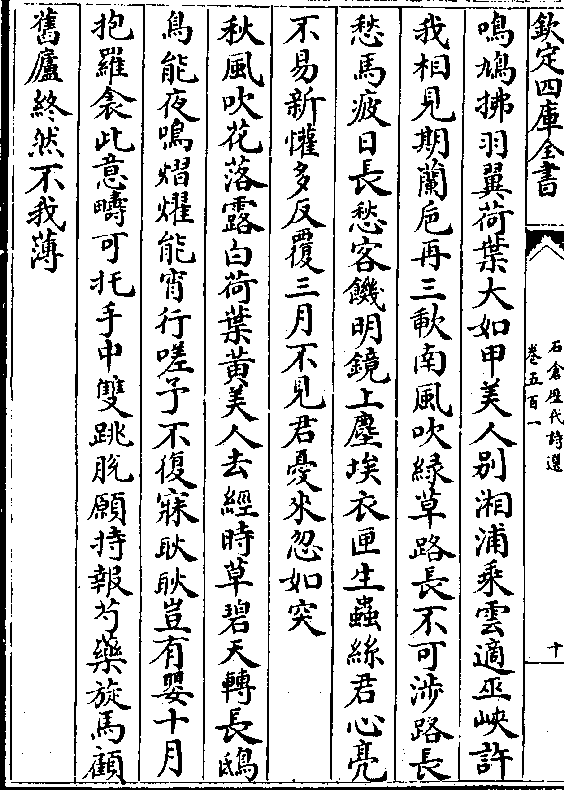 欽定四庫全書
石倉歷代詩選
卷五百一
十
鳴鳩拂羽翼荷葉大如甲美人别湘浦乘雲適巫峽許
我相見期蘭卮再三㰱南風吹緑草路長不可涉路長
愁馬疲日長愁客饑明鏡上塵埃衣匣生蟲絲君心亮
不易新懽多反覆三月不見君憂來忽如突
秋風吹花落露白荷葉黄美人去經時草碧天轉長鴟
鳥能夜鳴熠燿能宵行嗟予不復寐耿耿豈有嬰十月
抱羅衾此意疇可托手中雙跳脫願持報芍藥旋馬顧
舊廬終然不我薄